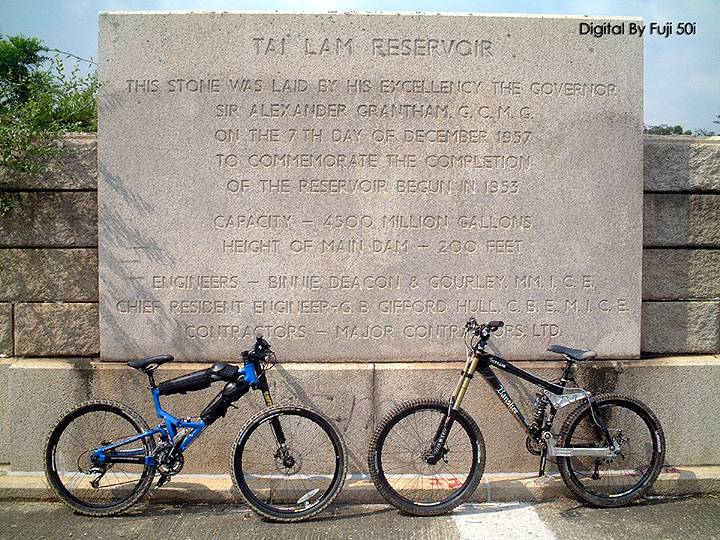 Digital By Fuji 50i
TAI LAM RESERVOIR
THIS STONE WAS LAID BY HIS EXCELLENCY THE GOVERNOR
SIR ALEXANDER GRANTHAM, G.C.M.G.
ON THE 7TH DAY OF DECEMBER 1957
TO COMMEMORATE THE COMPLETION
OF THE RESERVOIR BEGUN IN 1953
CAPACITY – 4500 MILLION GALLONS
HEIGHT OF MAIN DAM – 200 FEET
ENGINEERS – BINNIE, DEACON & GOURLEY, MM.I.C.E.
CHIEF RESIDENT ENGINEER-G.B. GIFFORD HULL, C.B.E., M.I.C.E.
CONTRACTORS – MAJOR CONTRACTORS, LTD.